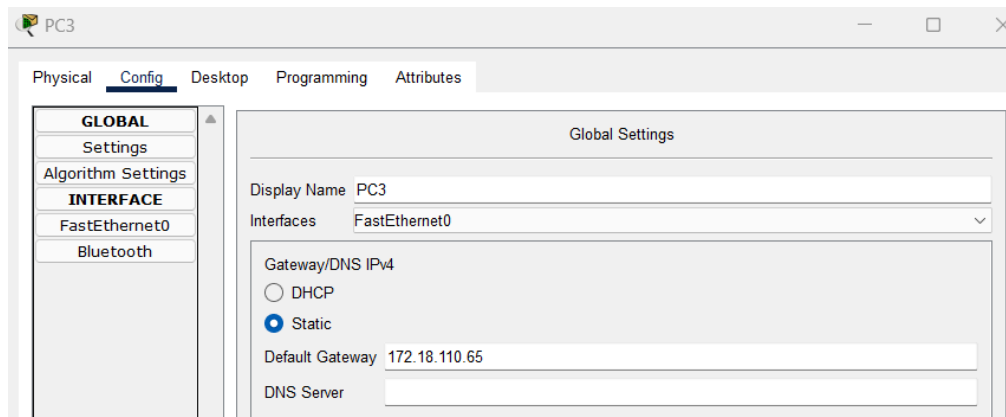 PC3
Physical Config Desktop Programming Attributes
GLOBAL
Settings
Algorithm Settings
INTERFACE
FastEthernet0
Bluetooth
Global Settings
Display Name PC3
Interfaces FastEthernet0
Gateway/DNS IPv4
DHCP
Static
Default Gateway 172.18.110.65
DNS Server